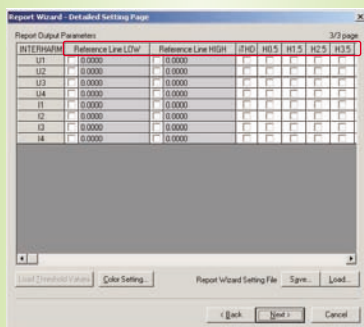 Report Wizard - Detailed Setting Page
Report Output Parameters 3/3 page
INTERHARM Reference Line LOW Reference Line HIGH iTHD H0.5 H1.5 H2.5 H3.5
U1 0.0000 0.0000
U2 0.0000 0.0000
U3 0.0000 0.0000
U4 0.0000 0.0000
I1 0.0000 0.0000
I2 0.0000 0.0000
I3 0.0000 0.0000
I4 0.0000 0.0000
Load Threshold Values Color Setting... Report Wizard Setting File Save... Load...
< Back Next > Cancel